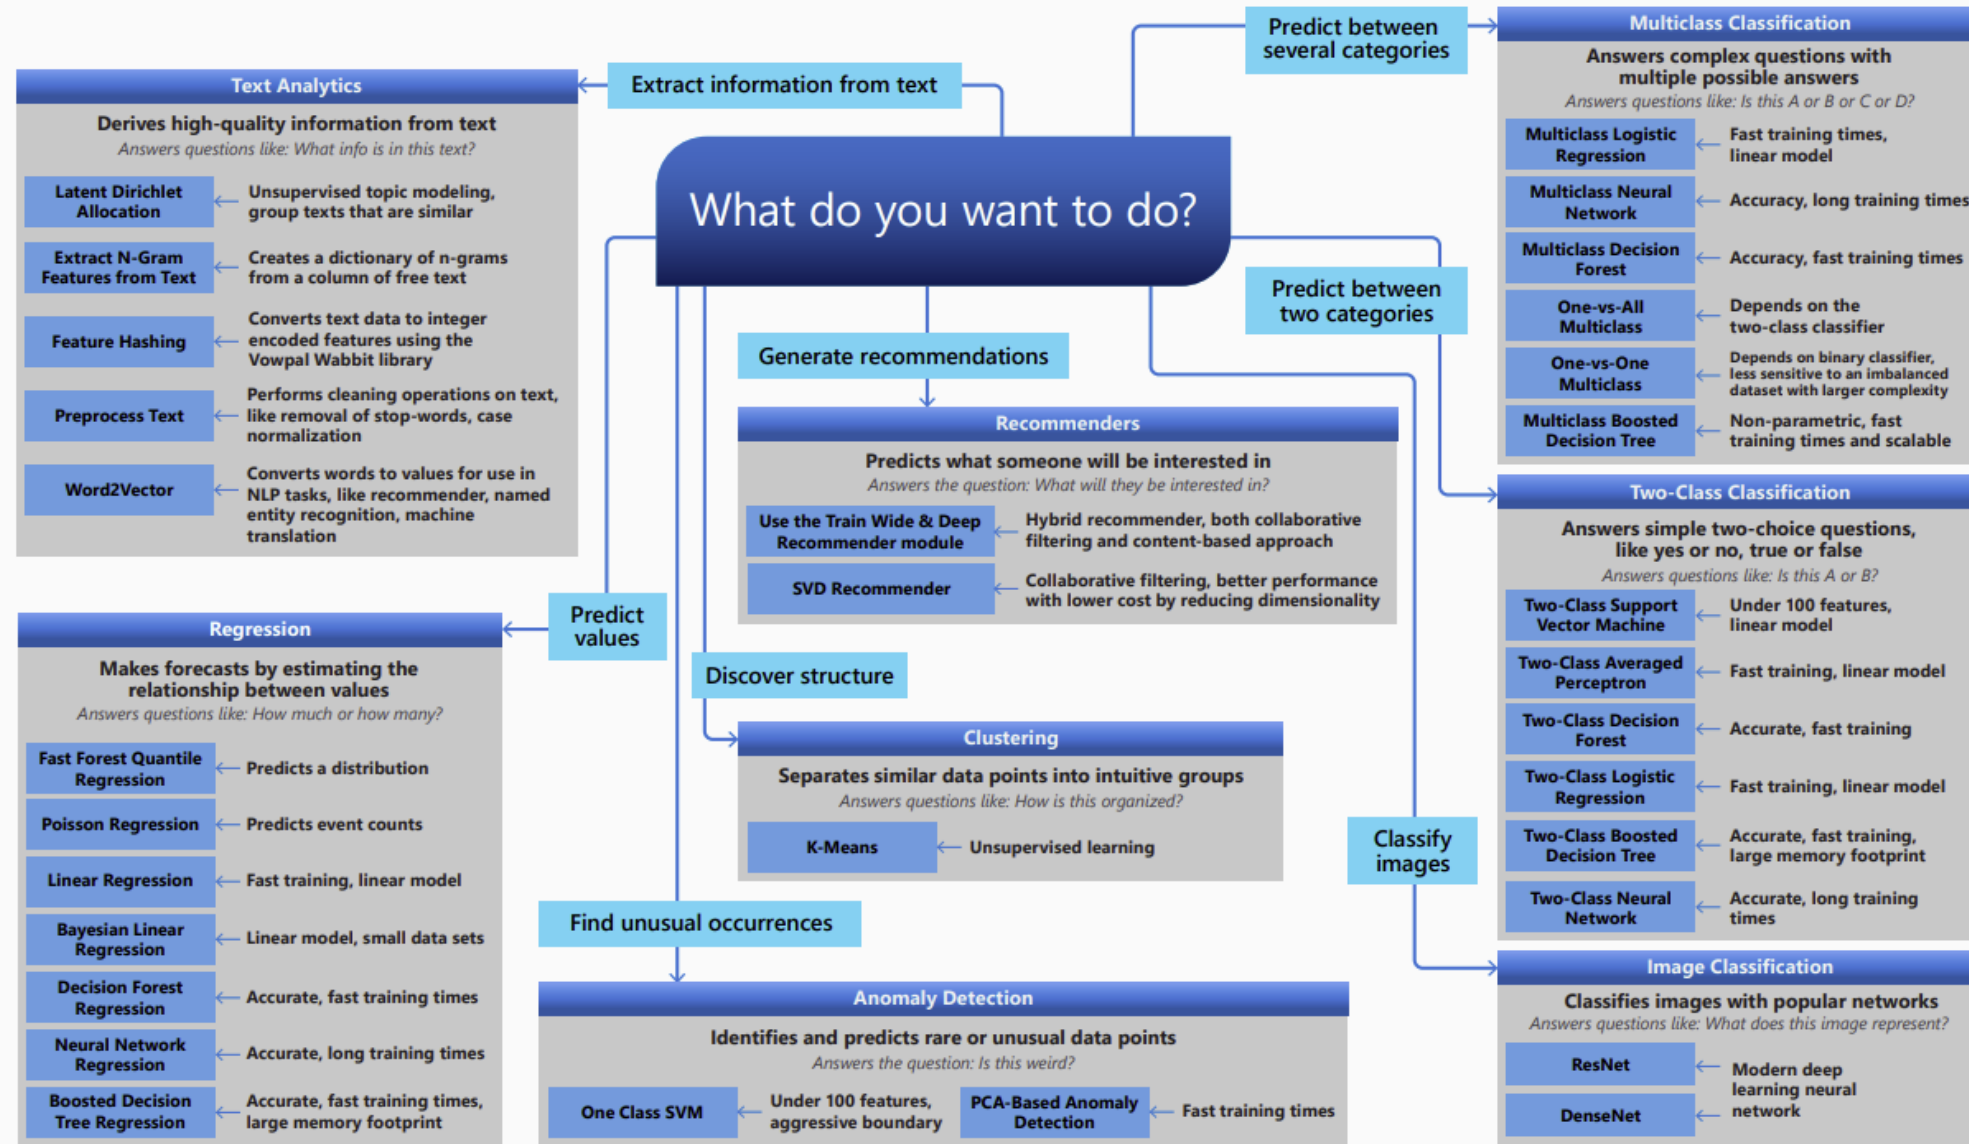 What do you want to do?
Extract information from text
Text Analytics
Derives high-quality information from text
Answers questions like: What info is in this text?
Latent Dirichlet
Allocation
Unsupervised topic modeling,
group texts that are similar
Extract N-Gram
Features from Text
Creates a dictionary of n-grams
from a column of free text
Feature Hashing
Converts text data to integer
encoded features using the
Vowpal Wabbit library
Preprocess Text
Performs cleaning operations on text,
like removal of stop-words, case
normalization
Word2Vector
Converts words to values for use in
NLP tasks, like recommender, named
entity recognition, machine
translation
Predict
values
Regression
Makes forecasts by estimating the
relationship between values
Answers questions like: How much or how many?
Fast Forest Quantile
Regression
Predicts a distribution
Poisson Regression
Predicts event counts
Linear Regression
Fast training, linear model
Bayesian Linear
Regression
Linear model, small data sets
Decision Forest
Regression
Accurate, fast training times
Neural Network
Regression
Accurate, long training times
Boosted Decision
Tree Regression
Accurate, fast training times,
large memory footprint
Generate recommendations
Recommenders
Predicts what someone will be interested in
Answers the question: What will they be interested in?
Use the Train Wide & Deep
Recommender module
Hybrid recommender, both collaborative
filtering and content-based approach
SVD Recommender
Collaborative filtering, better performance
with lower cost by reducing dimensionality
Discover structure
Clustering
Separates similar data points into intuitive groups
Answers questions like: How is this organized?
K-Means
Unsupervised learning
Find unusual occurrences
Anomaly Detection
Identifies and predicts rare or unusual data points
Answers the question: Is this weird?
One Class SVM
Under 100 features,
aggressive boundary
PCA-Based Anomaly
Detection
Fast training times
Predict between
several categories
Multiclass Classification
Answers complex questions with
multiple possible answers
Answers questions like: Is this A or B or C or D?
Multiclass Logistic
Regression
Fast training times,
linear model
Multiclass Neural
Network
Accuracy, long training times
Multiclass Decision
Forest
Accuracy, fast training times
One-vs-All
Multiclass
Depends on the
two-class classifier
One-vs-One
Multiclass
Depends on binary classifier,
less sensitive to an imbalanced
dataset with larger complexity
Multiclass Boosted
Decision Tree
Non-parametric, fast
training times and scalable
Predict between
two categories
Two-Class Classification
Answers simple two-choice questions,
like yes or no, true or false
Answers questions like: Is this A or B?
Two-Class Support
Vector Machine
Under 100 features,
linear model
Two-Class Averaged
Perceptron
Fast training, linear model
Two-Class Decision
Forest
Accurate, fast training
Two-Class Logistic
Regression
Fast training, linear model
Two-Class Boosted
Decision Tree
Accurate, fast training,
large memory footprint
Two-Class Neural
Network
Accurate, long training
times
Classify
images
Image Classification
Classifies images with popular networks
Answers questions like: What does this image represent?
ResNet
DenseNet
Modern deep
learning neural
network